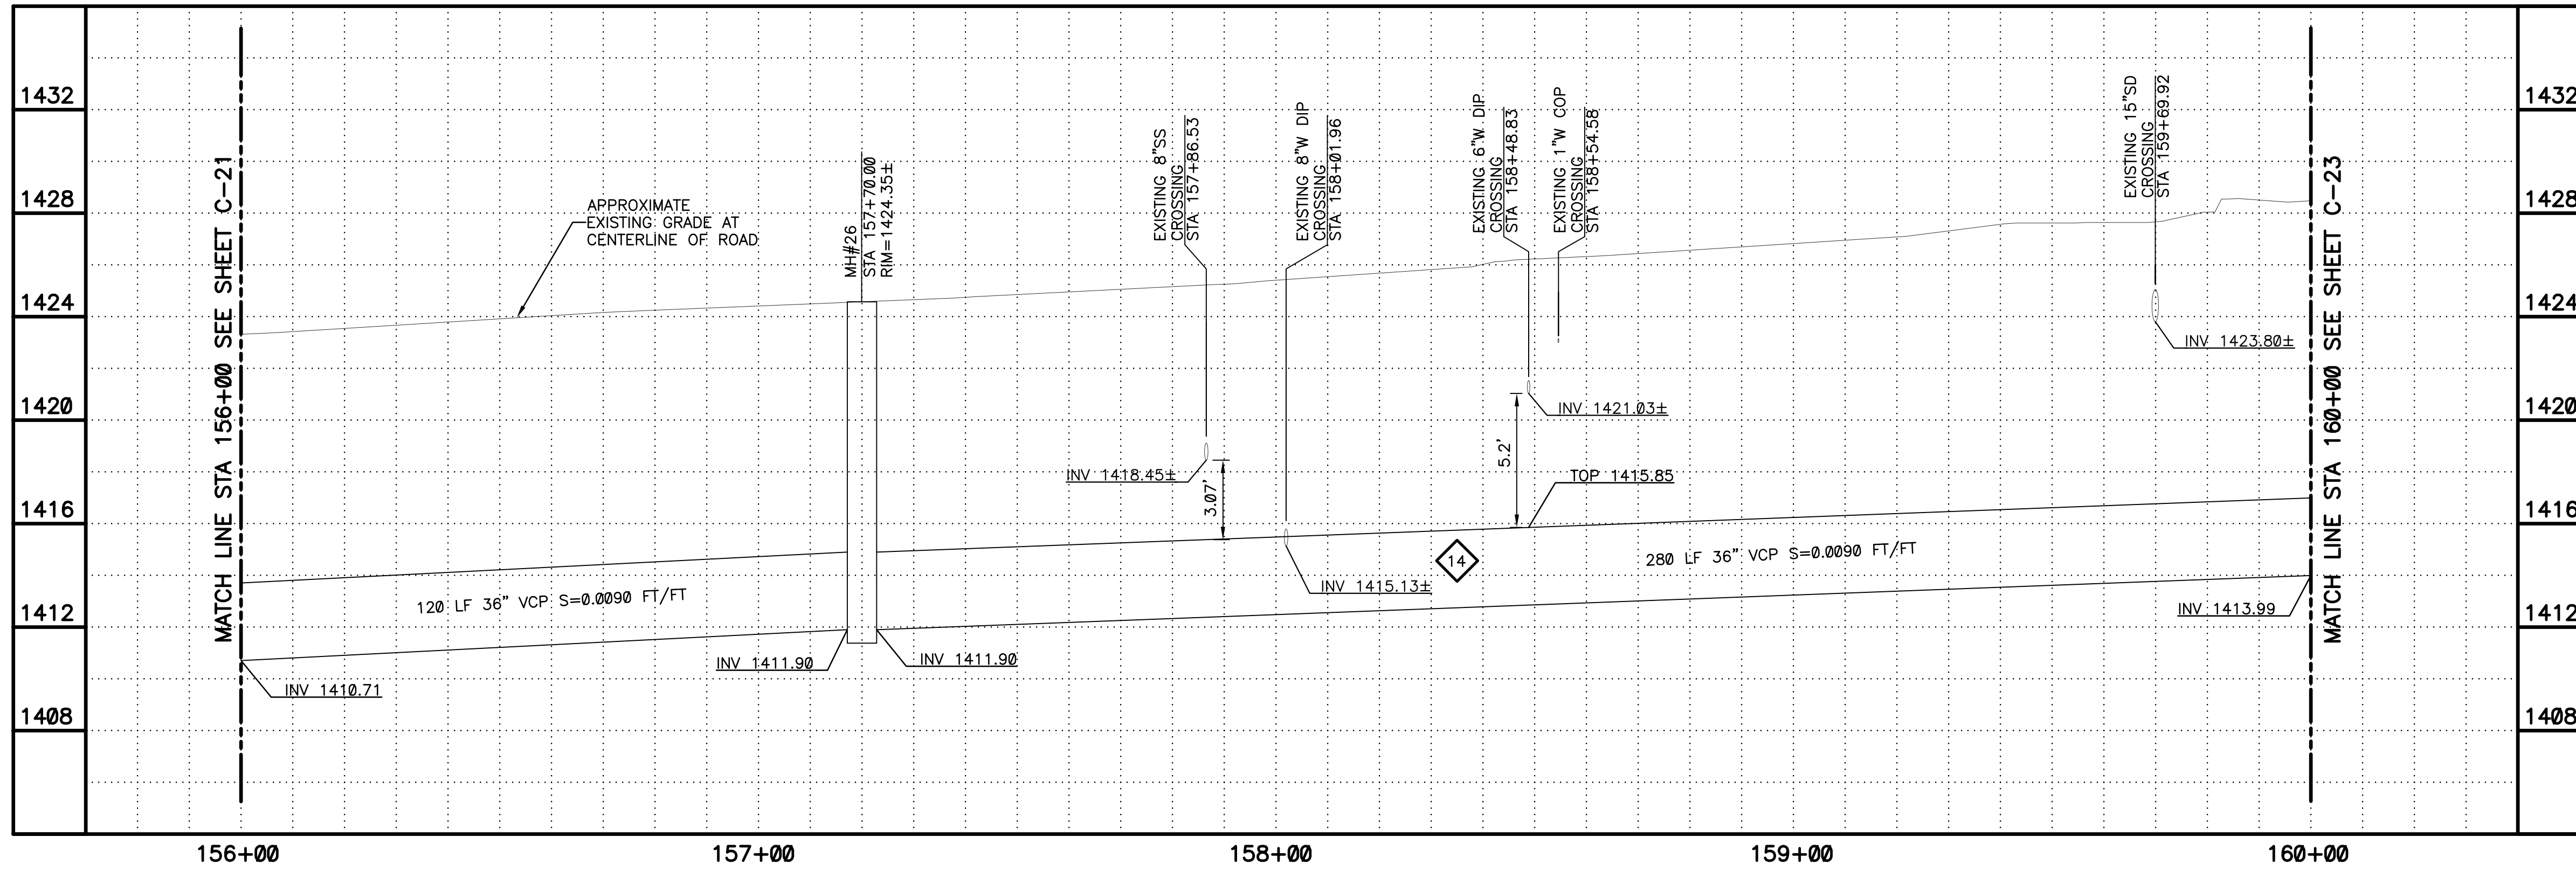 1432
1428
1424
1420
1416
1412
1408
MATCH LINE STA 156+00 SEE SHEET C-21
APPROXIMATE
EXISTING GRADE AT
CENTERLINE OF ROAD
MH#26
STA 157+70.00
RIM=1424.35±
EXISTING 8"SS
CROSSING
STA 157+86.53
EXISTING 8"W DIP
CROSSING
STA 158+01.96
EXISTING 6"W DIP
CROSSING
STA 158+48.83
EXISTING 1"W COP
CROSSING
STA 158+54.58
EXISTING 15"SD
CROSSING
STA 159+69.92
INV 1423.80±
INV 1421.03±
5.2'
INV 1418.45±
3.07'
TOP 1415.85
14
280 LF 36" VCP S=0.0090 FT/FT
INV 1415.13±
120 LF 36" VCP S=0.0090 FT/FT
INV 1413.99
INV 1411.90
INV 1411.90
INV 1410.71
MATCH LINE STA 160+00 SEE SHEET C-23
1432
1428
1424
1420
1416
1412
1408
156+00
157+00
158+00
159+00
160+00